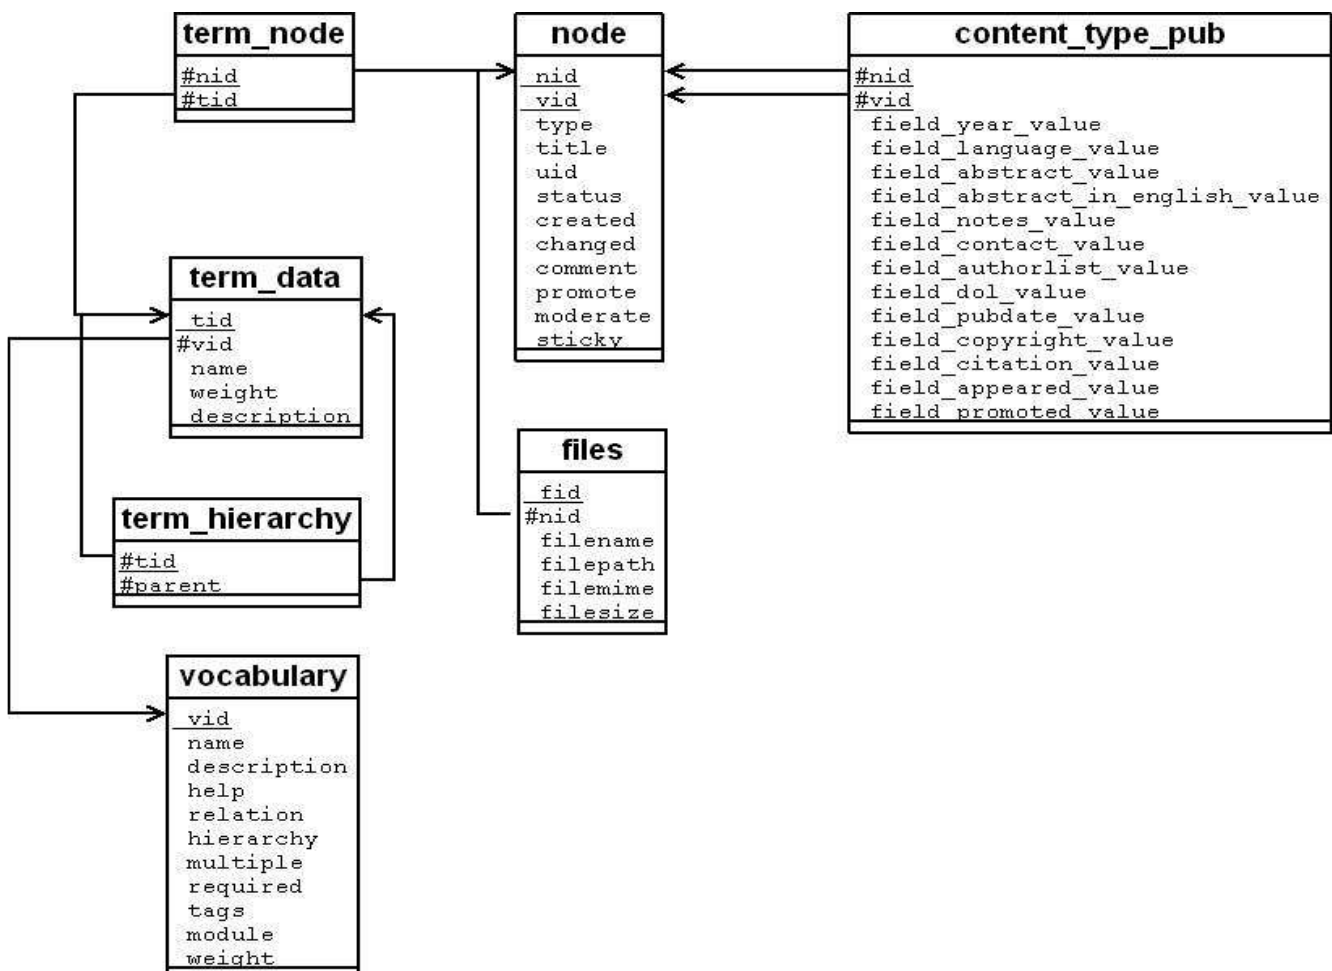 term_node
#nid
#tid
node
nid
vid
type
title
uid
status
created
changed
comment
promote
moderate
sticky
content_type_pub
#nid
#vid
field_year_value
field_language_value
field_abstract_value
field_abstract_in_english_value
field_notes_value
field_contact_value
field_authorlist_value
field_dol_value
field_pubdate_value
field_copyright_value
field_citation_value
field_appeared_value
field_promoted_value
term_data
tid
#vid
name
weight
description
files
fid
#nid
filename
filepath
filemime
filesize
term_hierarchy
#tid
#parent
vocabulary
vid
name
description
help
relation
hierarchy
multiple
required
tags
module
weight